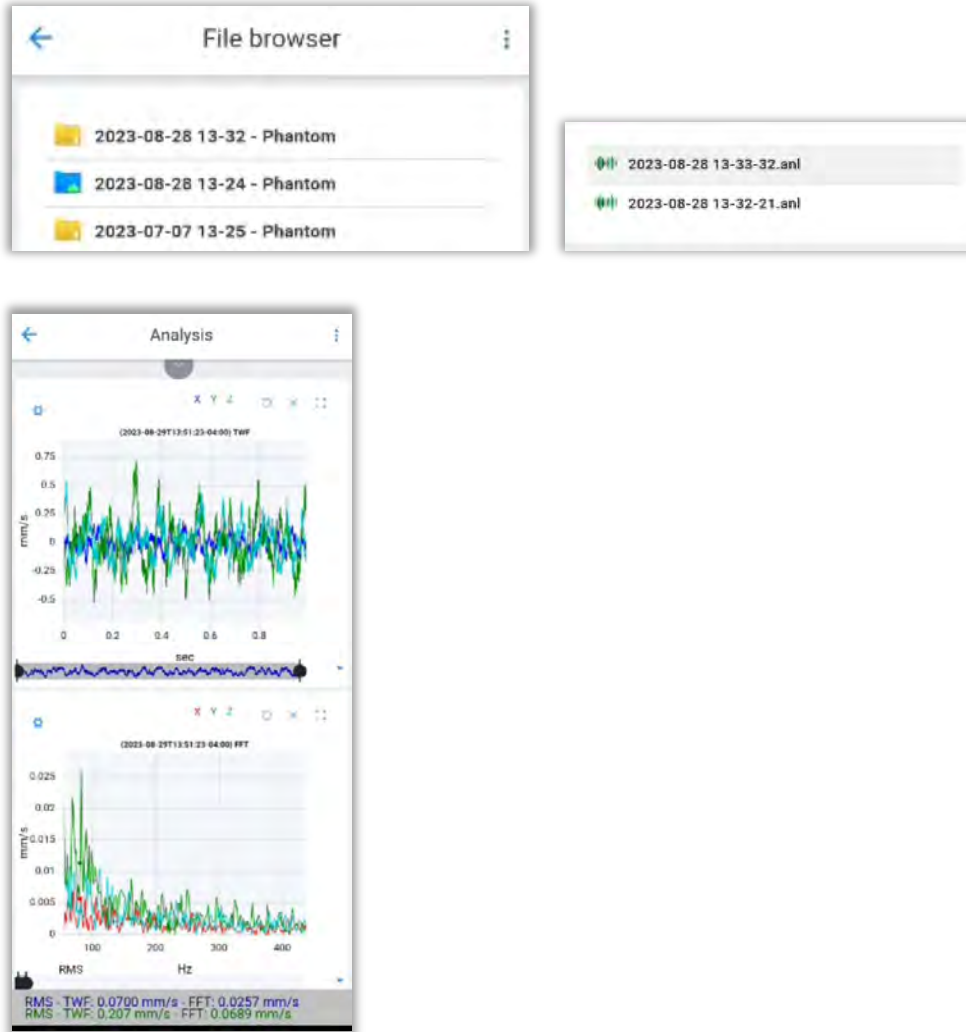 File browser
2023-08-28 13-32 - Phantom
2023-08-28 13-24 - Phantom
2023-07-07 13-25 - Phantom
2023-08-28 13-33-32.anl
2023-08-28 13-32-21.anl
Analysis
X Y Z
(2023-08-29T13:51:23-04:00) TWF
0.75
0.5
0.25
0
-0.25
-0.5
mm/s
0 0.2 0.4 0.6 0.8
sec
X Y Z
(2023-08-29T13:51:23-04:00) FFT
0.025
0.02
0.015
0.01
0.005
0
mm/s
100 200 300 400
RMS Hz
RMS - TWF: 0.0700 mm/s - FFT: 0.0257 mm/s
RMS - TWF: 0.207 mm/s - FFT: 0.0689 mm/s